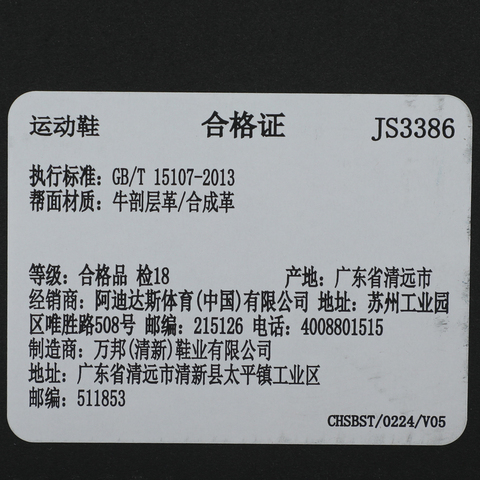 运动鞋 合格证 JS3386
执行标准: GB/T 15107-2013
帮面材质: 牛剖层革/合成革
等级: 合格品 检18 产地: 广东省清远市
经销商: 阿迪达斯体育(中国)有限公司 地址: 苏州工业园
区唯胜路508号 邮编: 215126 电话: 4008801515
制造商: 万邦(清新)鞋业有限公司
地址: 广东省清远市清新县太平镇工业区
邮编: 511853
CHSBST/0224/V05